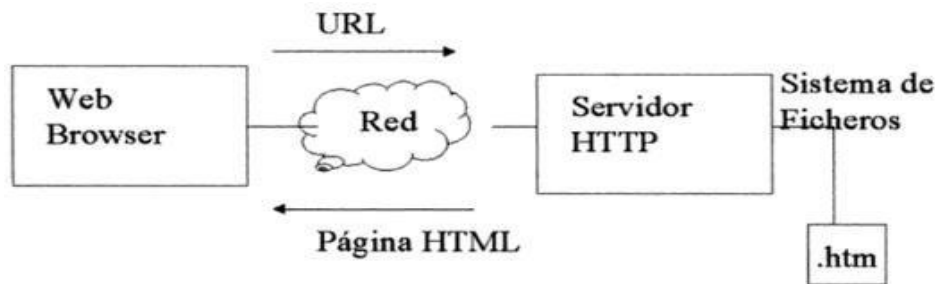 URL
Web
Browser
Red
Servidor
HTTP
Sistema de
Ficheros
Página HTML
.htm